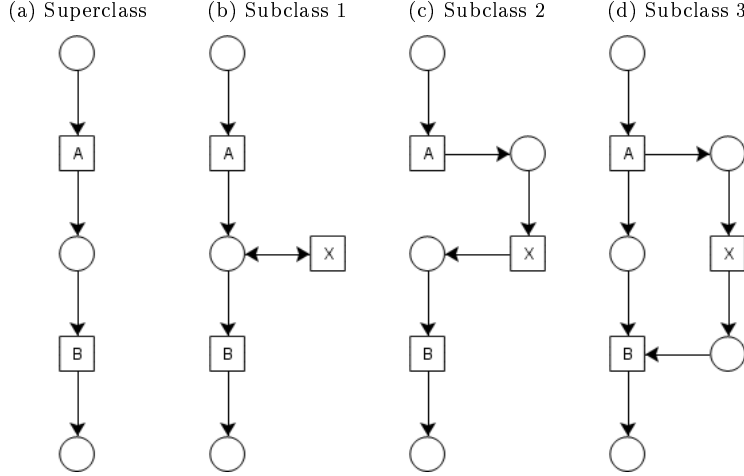 (a) Superclass (b) Subclass 1 (c) Subclass 2 (d) Subclass 3
A A A A
X X X
B B B B